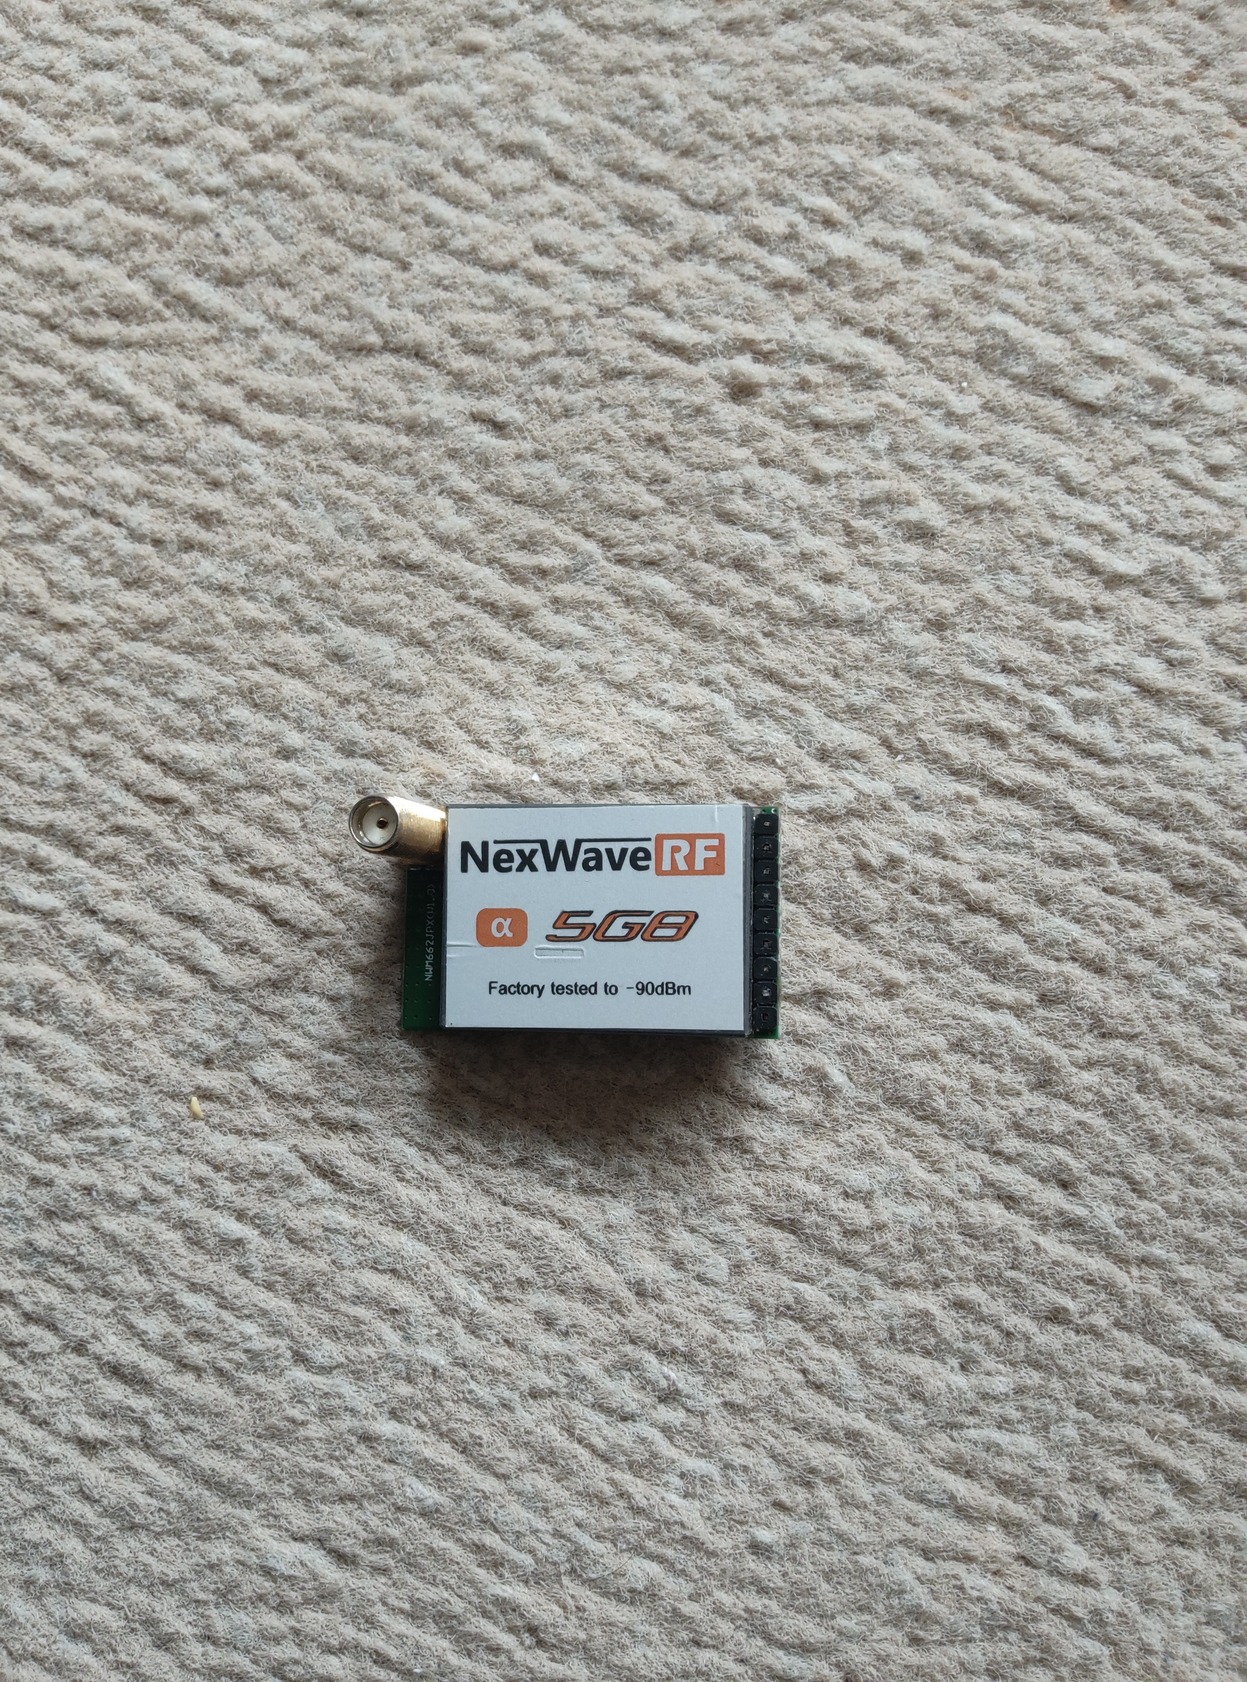 NexWaveRF
α 5G8
Factory tested to -90dBm